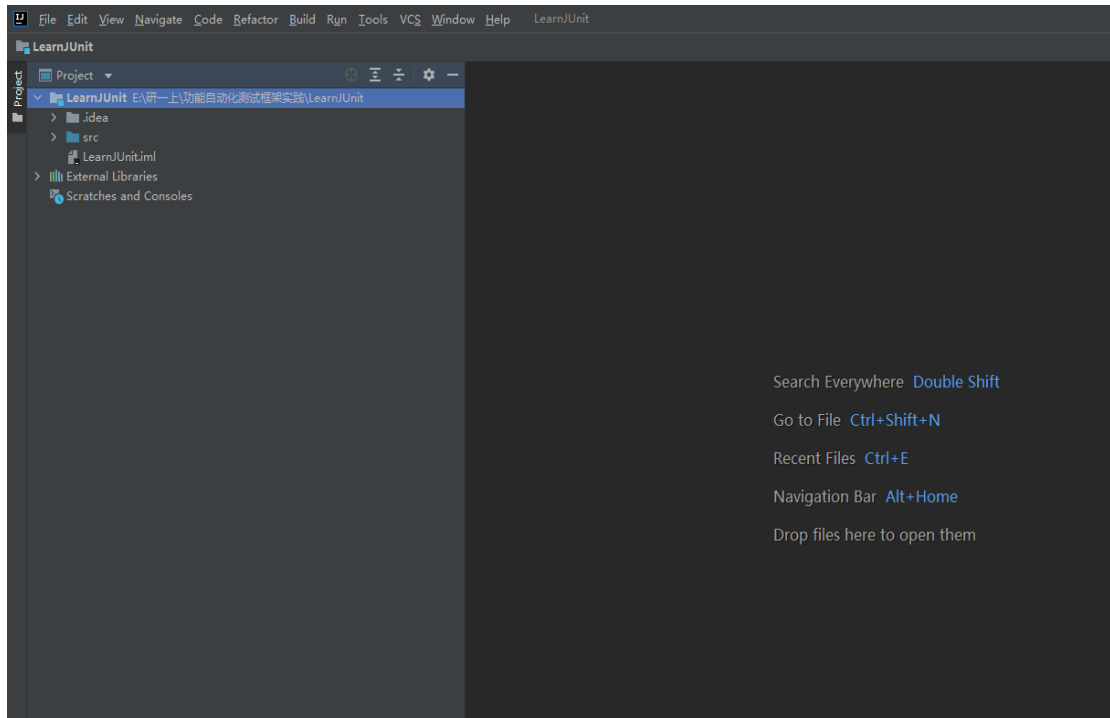 File Edit View Navigate Code Refactor Build Run Tools VCS Window Help LearnJUnit
LearnJUnit
Project
Project
LearnJUnit E:\研一上\功能自动化测试框架实践\LearnJUnit
.idea
src
LearnJUnit.iml
External Libraries
Scratches and Consoles
Search Everywhere Double Shift
Go to File Ctrl+Shift+N
Recent Files Ctrl+E
Navigation Bar Alt+Home
Drop files here to open them